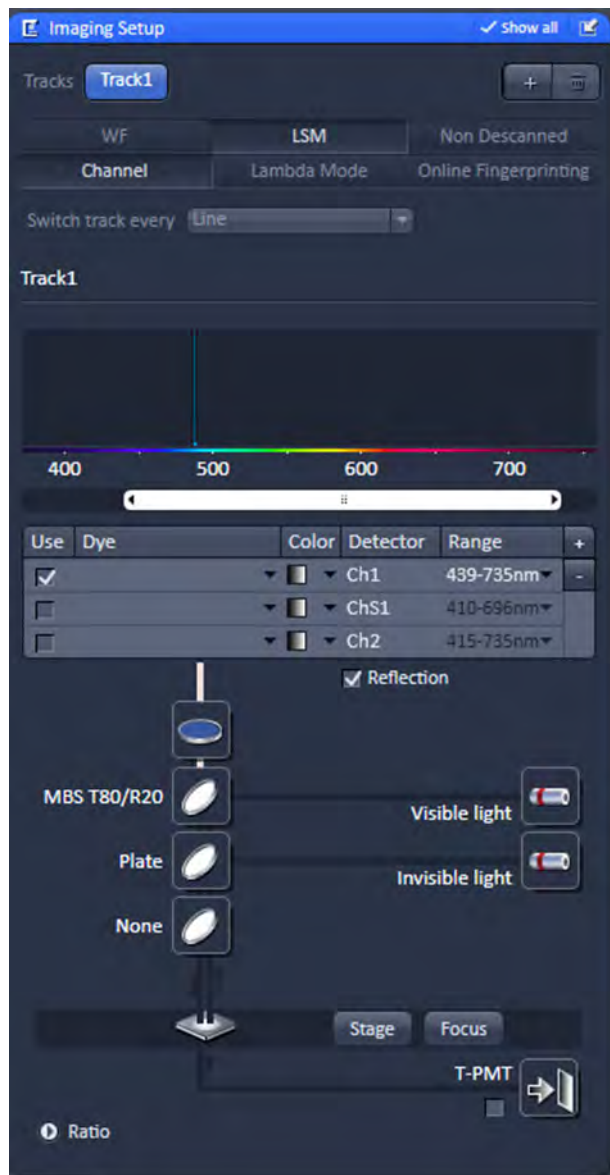 Imaging Setup Show all
Tracks Track1 +
WF LSM Non Descanned
Channel Lambda Mode Online Fingerprinting
Switch track every Line
Track1
400 500 600 700
Use Dye Color Detector Range +
Ch1 439-735nm -
ChS1 410-696nm
Ch2 415-735nm
Reflection
MBS T80/R20
Visible light
Plate
Invisible light
None
Stage Focus
T-PMT
Ratio